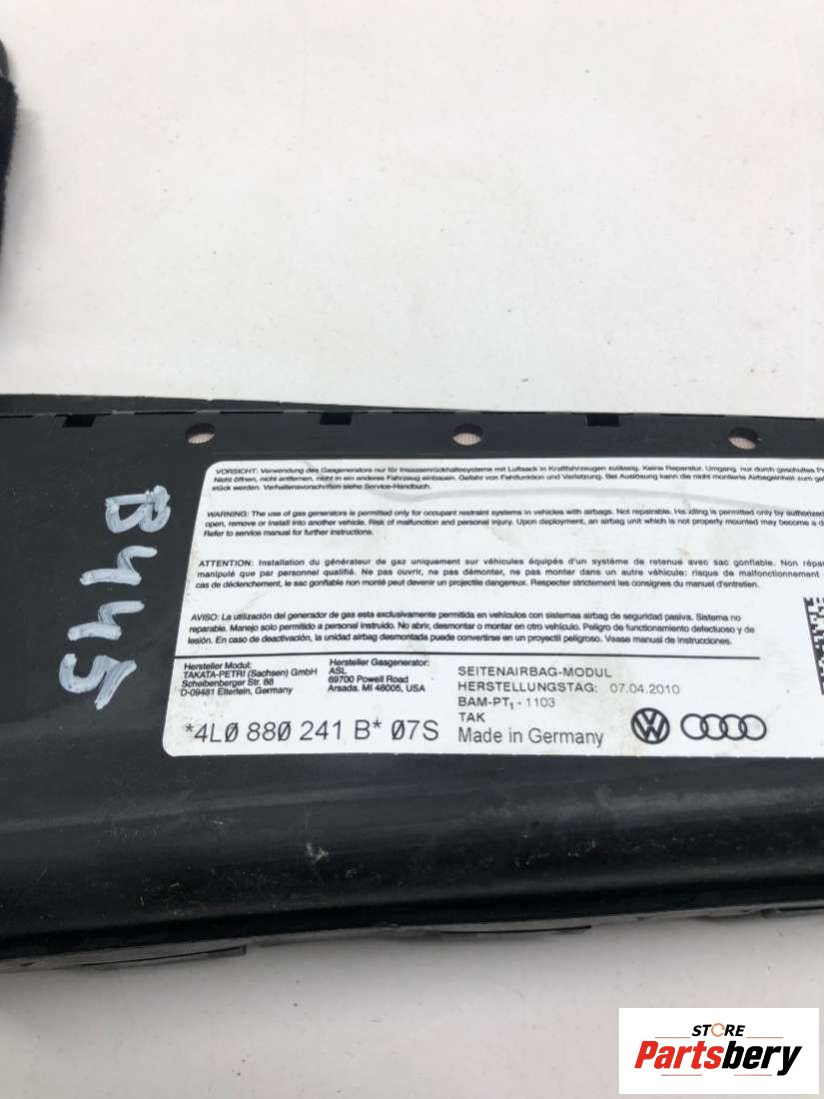 VORSICHT: Verwendung des Gasgenerators nur für Insassenrückhaltesysteme mit Luftsack in Kraftfahrzeugen zulässig. Keine Reparatur. Umgang nur durch geschultes
Nicht öffnen, nicht entfernen, nicht in ein anderes Fahrzeug einbauen. Gefahr von Fehlfunktion und Verletzung. Bei Auslösung kann die nicht montierte Airbageinheit zum
stück werden. Verhaltensvorschriften siehe Service-Handbuch.
WARNING: The use of gas generators is permitted only for occupant restraint systems in vehicles with airbags. Not reparable. Handling is permitted only by authorized
open, remove or install into another vehicle. Risk of malfunction and personal injury. Upon deployment, an airbag unit which is not properly mounted may become a
Refer to service manual for further instructions.
ATTENTION: Installation du générateur de gaz uniquement sur véhicules équipés d'un système de retenue avec sac gonflable. Non
manipulé que par personnel qualifié. Ne pas ouvrir, ne pas démonter, ne pas monter dans un autre véhicule: risque de malfonctionnement
cas de déclenchement, le sac gonflable non monté peut devenir un projectile dangereux. Respecter strictement les consignes du manuel d'entretien.
AVISO: La utilización del generador de gas esta exclusivamente permitida en vehículos con sistemas airbag de seguridad pasiva. Sistema no
reparable. Manejo solo permitido a personal instruido. No abrir, desmontar o montar en otro vehículo. Peligro de funcionamiento defectuoso y de
lesión. En caso de deactivación, la unidad airbag desmontada puede convertirse en un proyectil peligroso. Vease manual de instrucciones.
Hersteller Modul:
TAKATA-PETRI (Sachsen) GmbH
Scheibenberger Str. 88
D-09481 Elterlein, Germany
Hersteller Gasgenerator:
ASL
69700 Powell Road
Arsada, MI 48005, USA
*4L0 880 241 B* 07S
SEITENAIRBAG-MODUL
HERSTELLUNGSTAG: 07.04.2010
BAM-PT1 - 1103
TAK
Made in Germany
B445
STORE
Partsbery